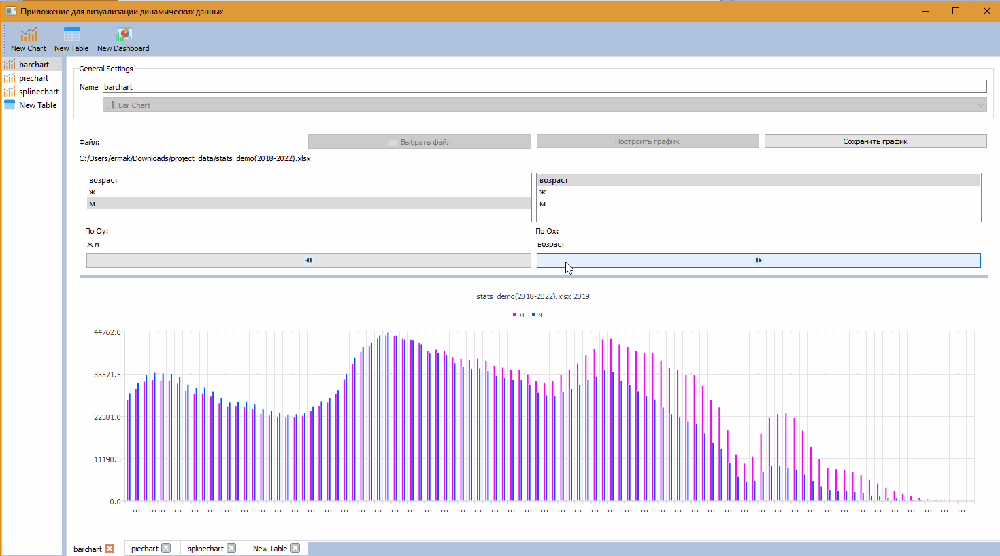 Приложение для визуализации динамических данных
New Chart New Table New Dashboard
barchart
piechart
splinechart
New Table
General Settings
Name barchart
Bar Chart
Файл: Выбрать файл Построить график Сохранить график
C:/Users/ermak/Downloads/project_data/stats_demo(2018-2022).xlsx
возраст
ж
м
возраст
ж
м
По Oy:
ж м
По Ox:
возраст
stats_demo(2018-2022).xlsx 2019
ж м
44762.0
33571.5
22381.0
11190.5
0.0
... ... ... ... ... ... ... ... ... ... ... ... ... ... ... ... ... ... ... ... ... ... ... ... ... ... ... ... ... ... ... ... ... ... ... ... ... ... ... ... ... ... ... ... ... ... ... ... ... ... ...
barchart piechart splinechart New Table